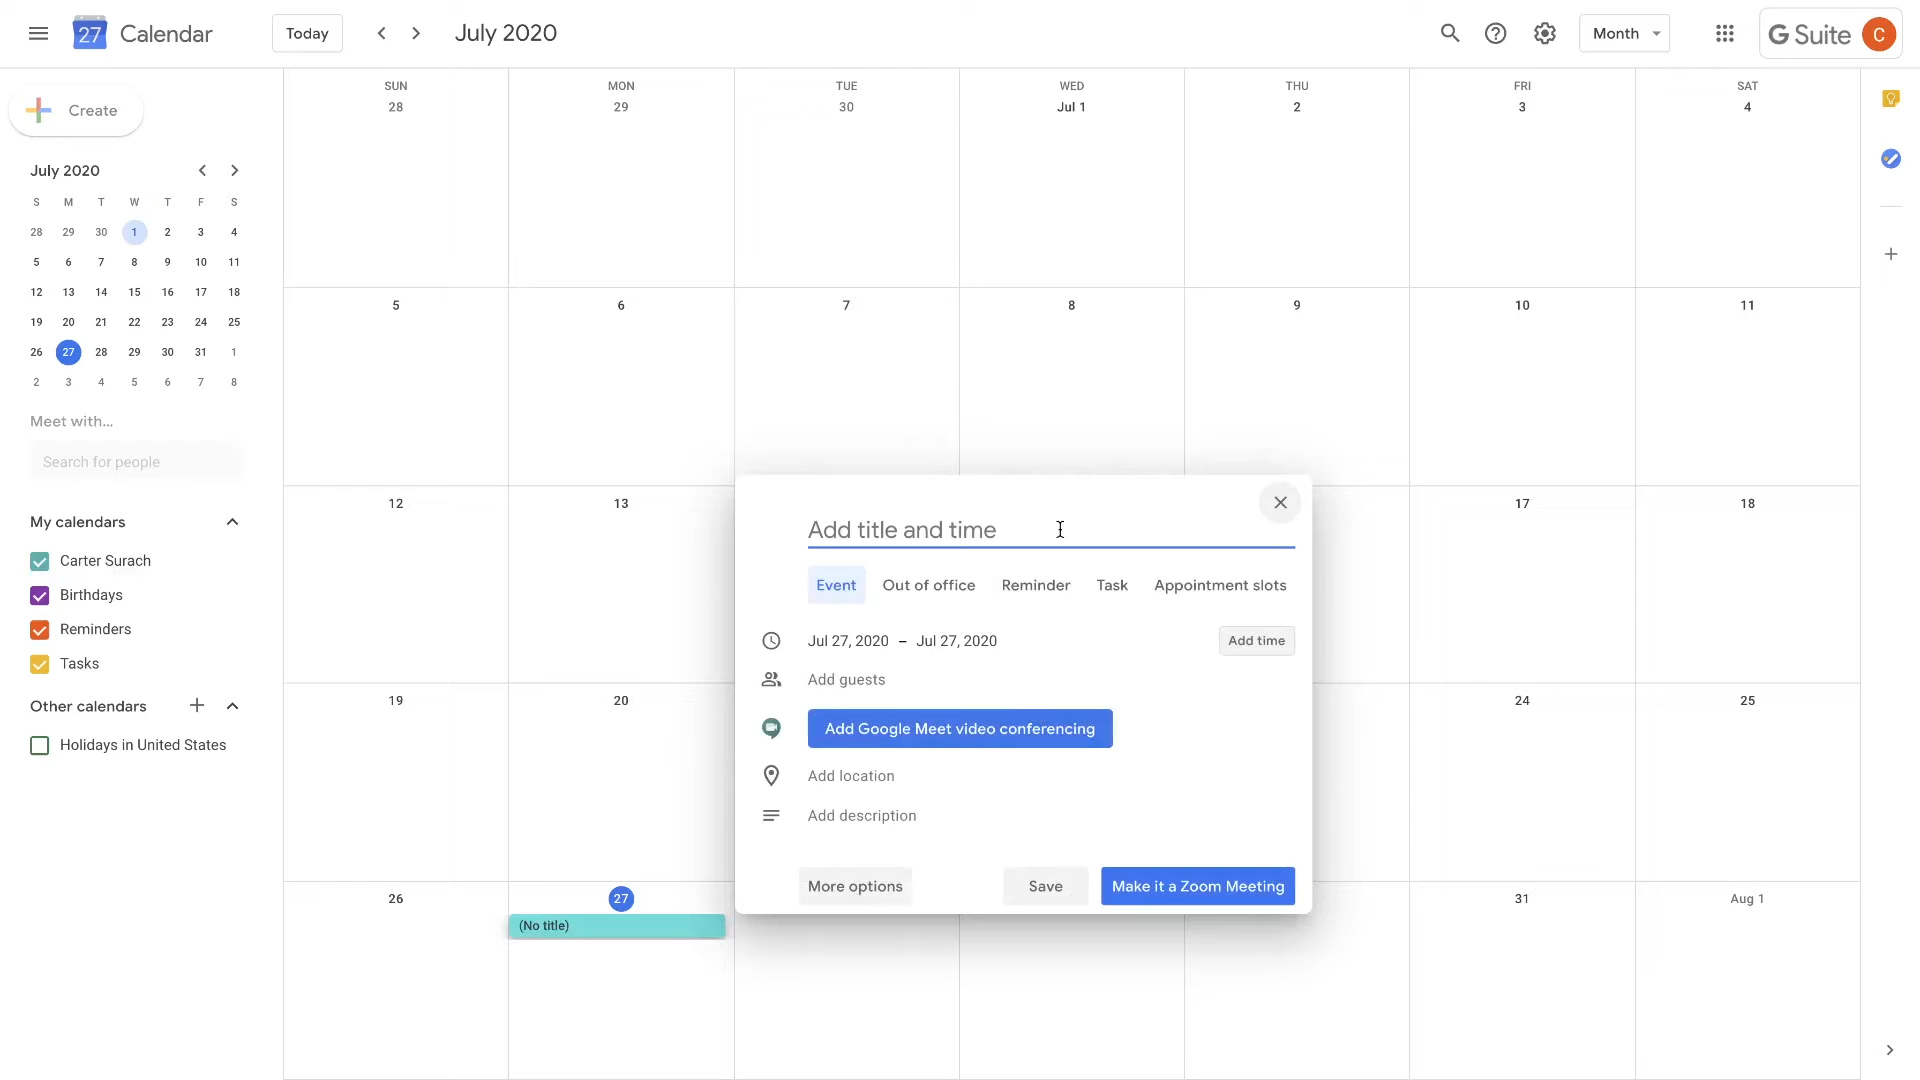 27 Calendar Today July 2020 Month G Suite C
Create
July 2020
S M T W T F S
28 29 30 1 2 3 4
5 6 7 8 9 10 11
12 13 14 15 16 17 18
19 20 21 22 23 24 25
26 27 28 29 30 31 1
2 3 4 5 6 7 8
Meet with...
Search for people
My calendars
Carter Surach
Birthdays
Reminders
Tasks
Other calendars
Holidays in United States
SUN MON TUE WED THU FRI SAT
28 29 30 Jul 1 2 3 4
5 6 7 8 9 10 11
12 13 17 18
19 20 24 25
26 27 31 Aug 1
(No title)
Add title and time
Event Out of office Reminder Task Appointment slots
Jul 27, 2020 – Jul 27, 2020 Add time
Add guests
Add Google Meet video conferencing
Add location
Add description
More options Save Make it a Zoom Meeting